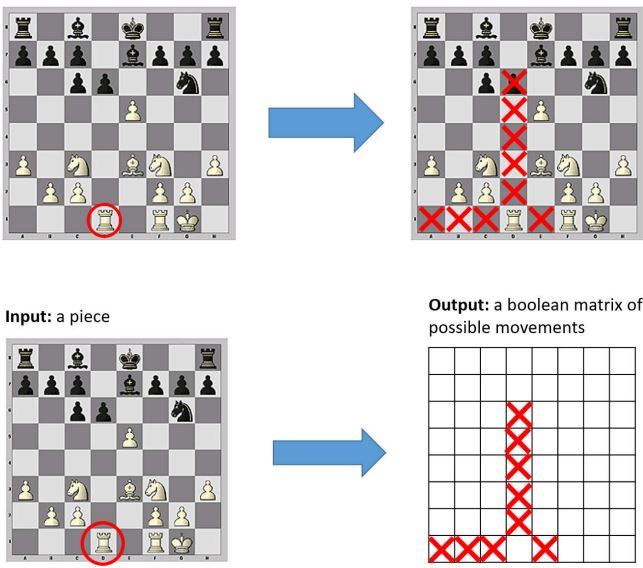 Input: a piece
Output: a boolean matrix of
possible movements